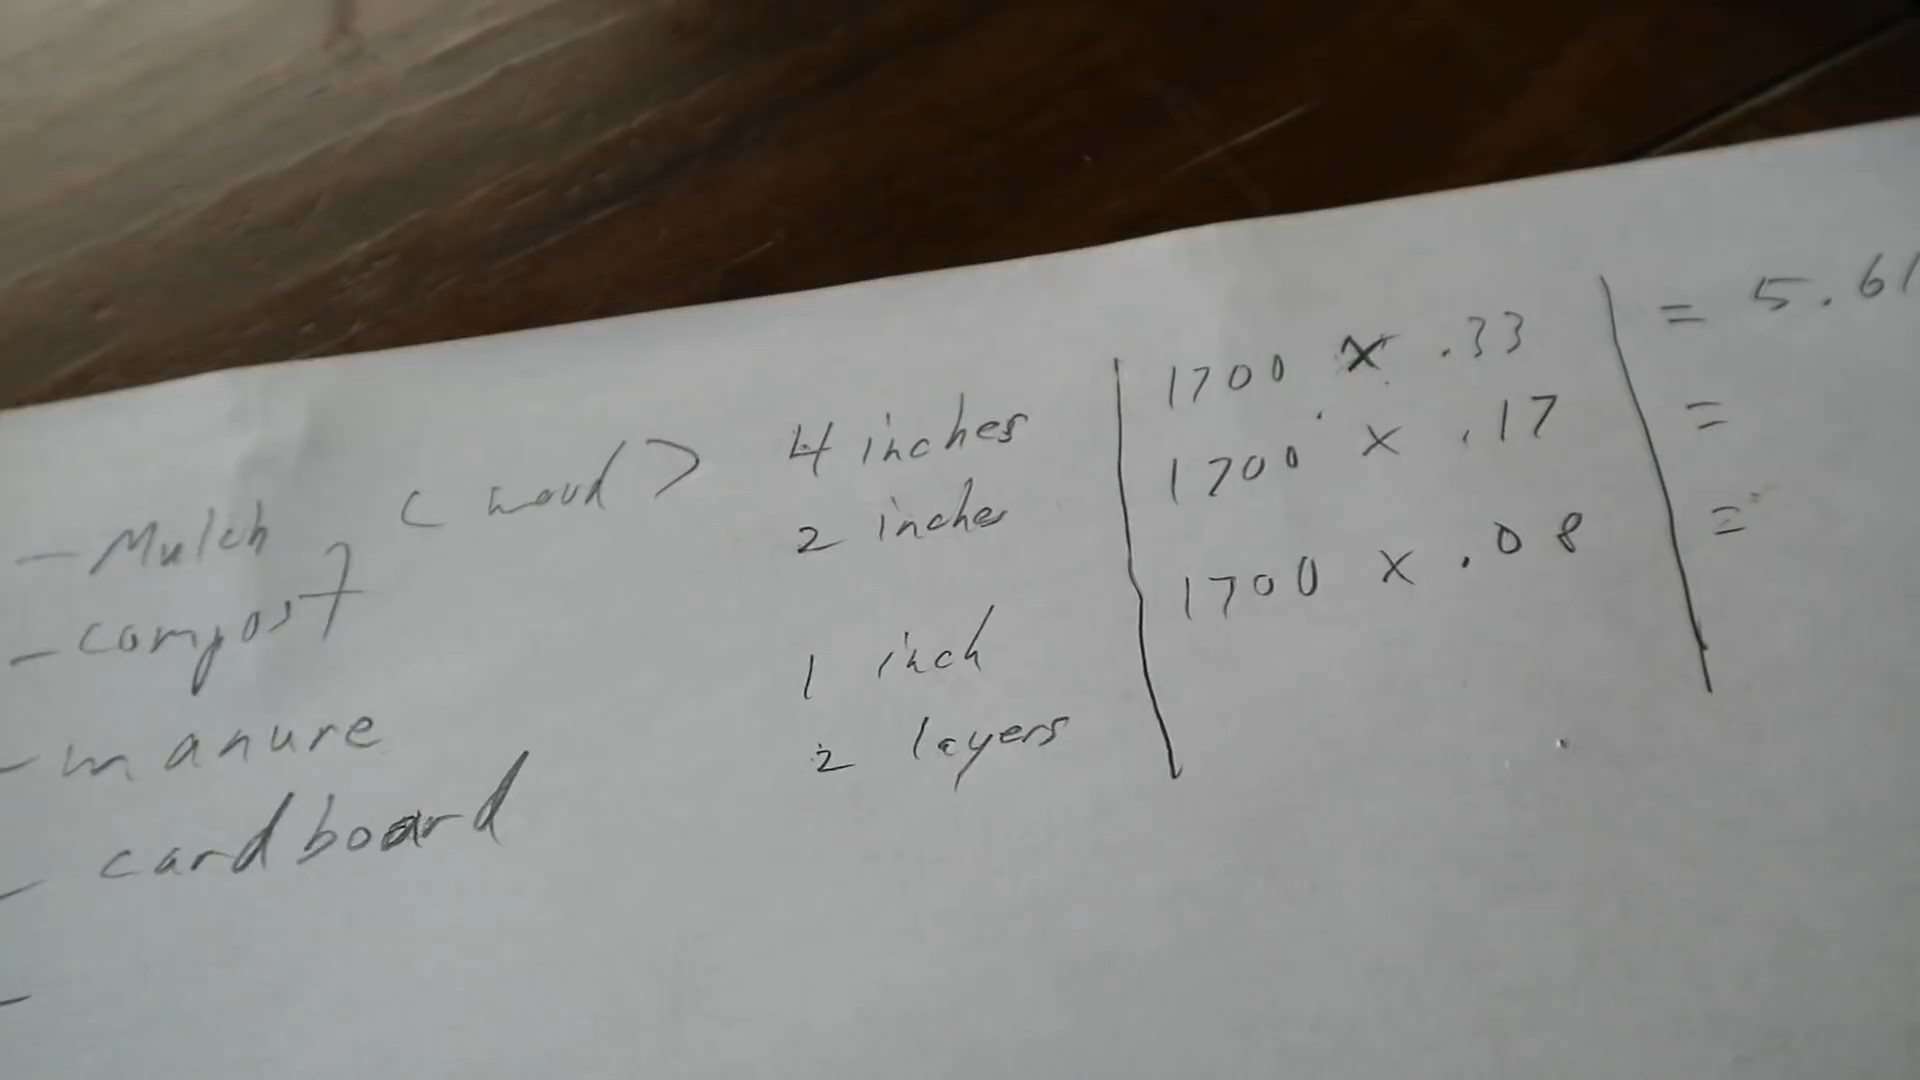 - Mulch (wood) 4 inches | 1700 x .33 | = 5.61
- compost 2 inches | 1700 x .17 | =
- manure 1 inch | 1700 x .08 | =
- cardboard 2 layers
-